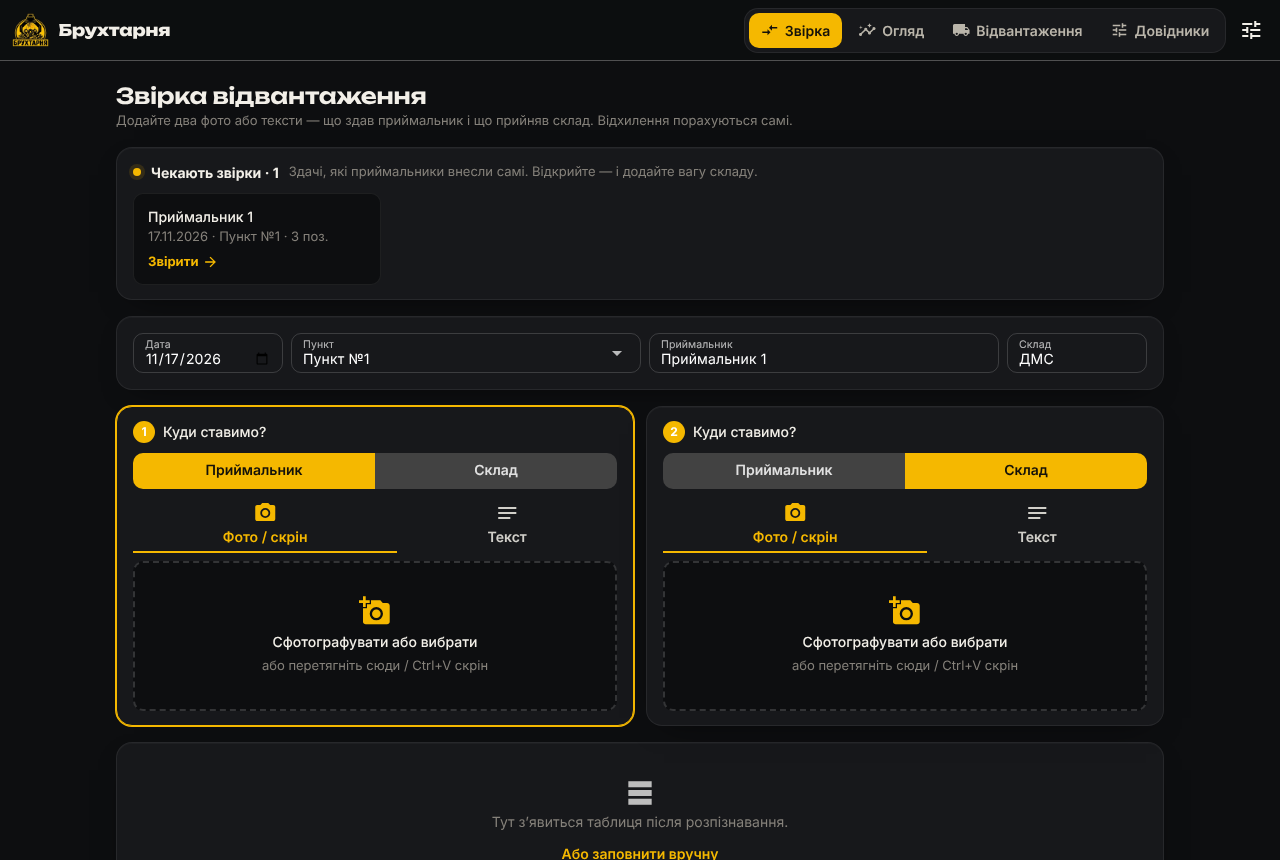 БРУХТАРНЯ
Брухтарня
Звірка
Огляд
Відвантаження
Довідники
Звірка відвантаження
Додайте два фото або тексти — що здав приймальник і що прийняв склад. Відхилення порахуються самі.
Чекають звірки · 1 Здачі, які приймальники внесли самі. Відкрийте — і додайте вагу складу.
Приймальник 1
17.11.2026 · Пункт №1 · 3 поз.
Звірити →
Дата
11/17/2026
Пункт
Пункт №1
Приймальник
Приймальник 1
Склад
ДМС
1 Куди ставимо?
Приймальник Склад
Фото / скрін Текст
Сфотографувати або вибрати
або перетягніть сюди / Ctrl+V скрін
2 Куди ставимо?
Приймальник Склад
Фото / скрін Текст
Сфотографувати або вибрати
або перетягніть сюди / Ctrl+V скрін
Тут з’явиться таблиця після розпізнавання.
Або заповнити вручну